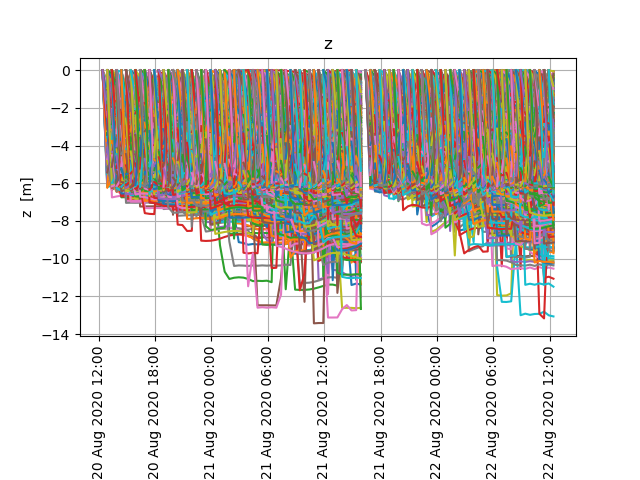 z
0
−2
−4
−6
−8
−10
−12
−14
z [m]
20 Aug 2020 12:00
20 Aug 2020 18:00
21 Aug 2020 00:00
21 Aug 2020 06:00
21 Aug 2020 12:00
21 Aug 2020 18:00
22 Aug 2020 00:00
22 Aug 2020 06:00
22 Aug 2020 12:00